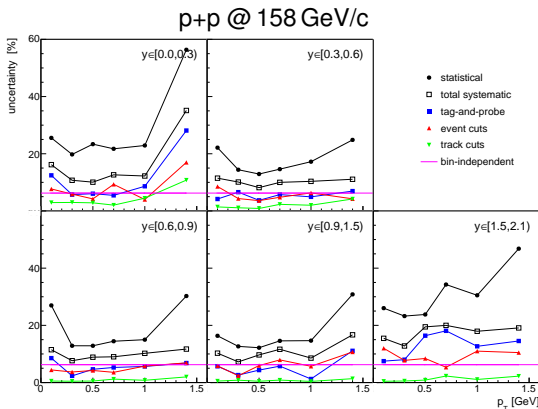 p+p @ 158 GeV/c
uncertainty [%]
60
40
20
y∈[0.0,0.3)
y∈[0.3,0.6)
statistical
total systematic
tag-and-probe
event cuts
track cuts
bin-independent
40
20
0
y∈[0.6,0.9)
y∈[0.9,1.5)
y∈[1.5,2.1)
0 0.5 1 1.5
0 0.5 1 1.5
0 0.5 1 1.5